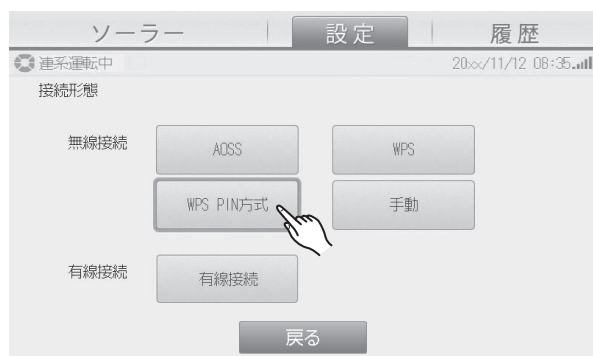 ソーラー 設定 履歴
連系運転中 20xx/11/12 08:35
接続形態
無線接続 AOSS WPS
WPS PIN方式 手動
有線接続 有線接続
戻る